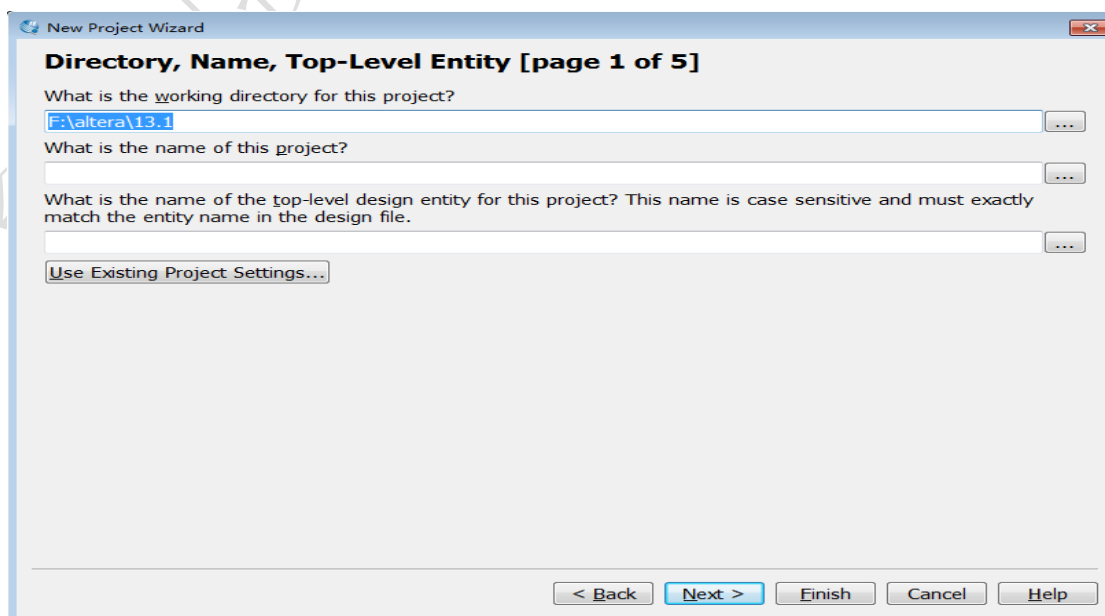 New Project Wizard
Directory, Name, Top-Level Entity [page 1 of 5]
What is the working directory for this project?
F:\altera\13.1
...
What is the name of this project?
...
What is the name of the top-level design entity for this project? This name is case sensitive and must exactly
match the entity name in the design file.
...
Use Existing Project Settings...
< Back Next > Finish Cancel Help